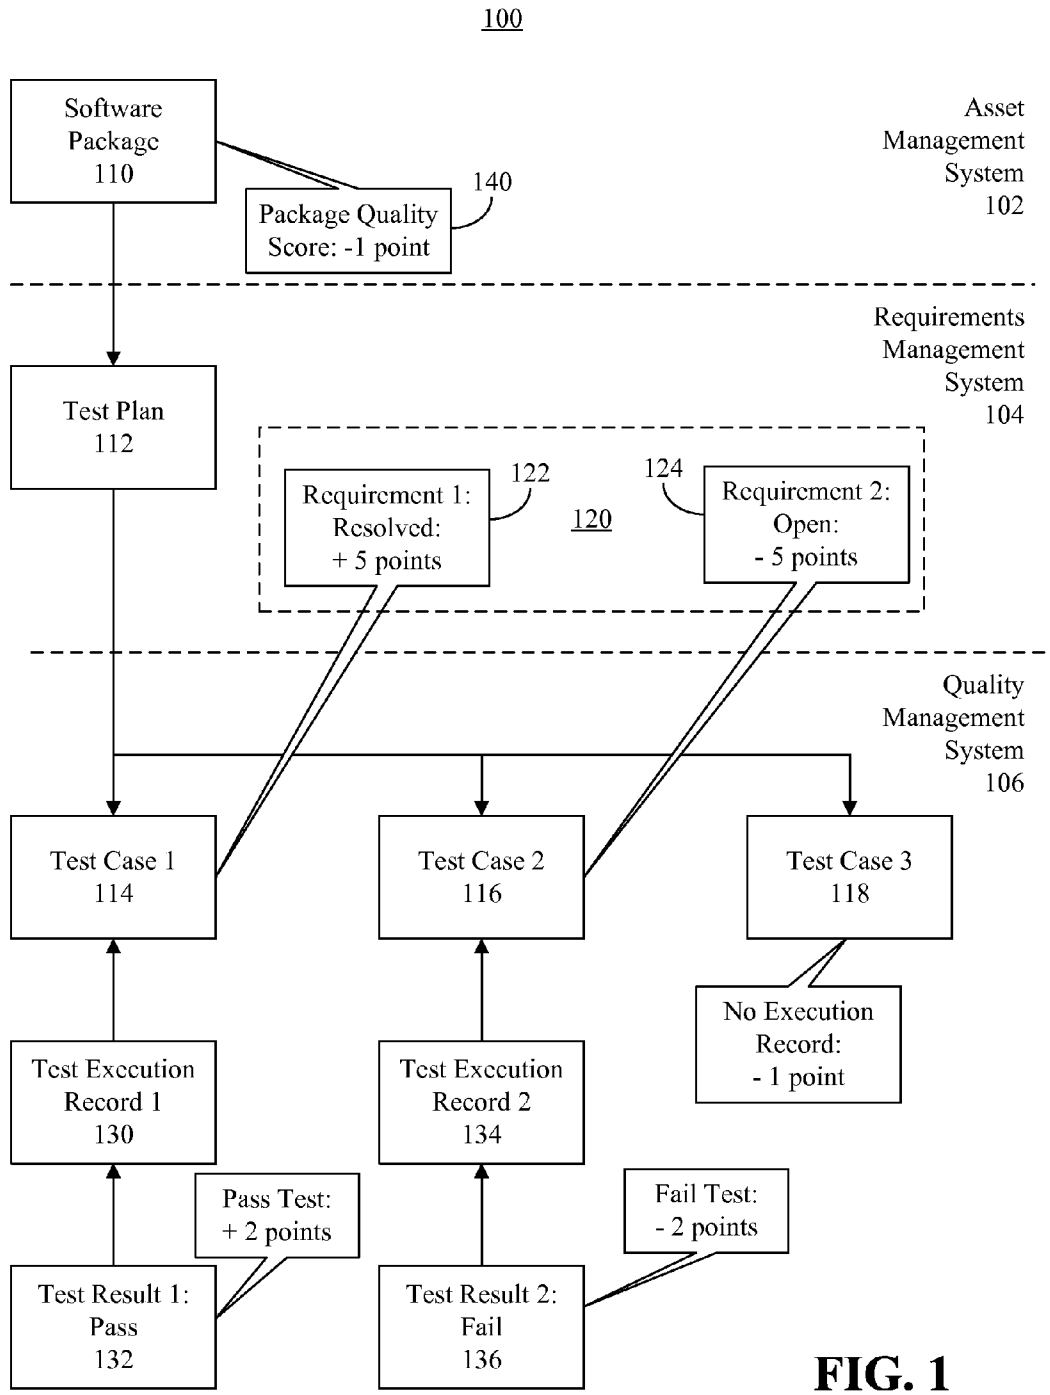 100
Software
Package
110
Asset
Management
System
102
140
Package Quality
Score: -1 point
Requirements
Management
System
104
Test Plan
112
122
124
120
Requirement 1:
Resolved:
+ 5 points
Requirement 2:
Open:
- 5 points
Quality
Management
System
106
Test Case 1
114
Test Case 2
116
Test Case 3
118
No Execution
Record:
- 1 point
Test Execution
Record 1
130
Test Execution
Record 2
134
Pass Test:
+ 2 points
Fail Test:
- 2 points
Test Result 1:
Pass
132
Test Result 2:
Fail
136
FIG. 1